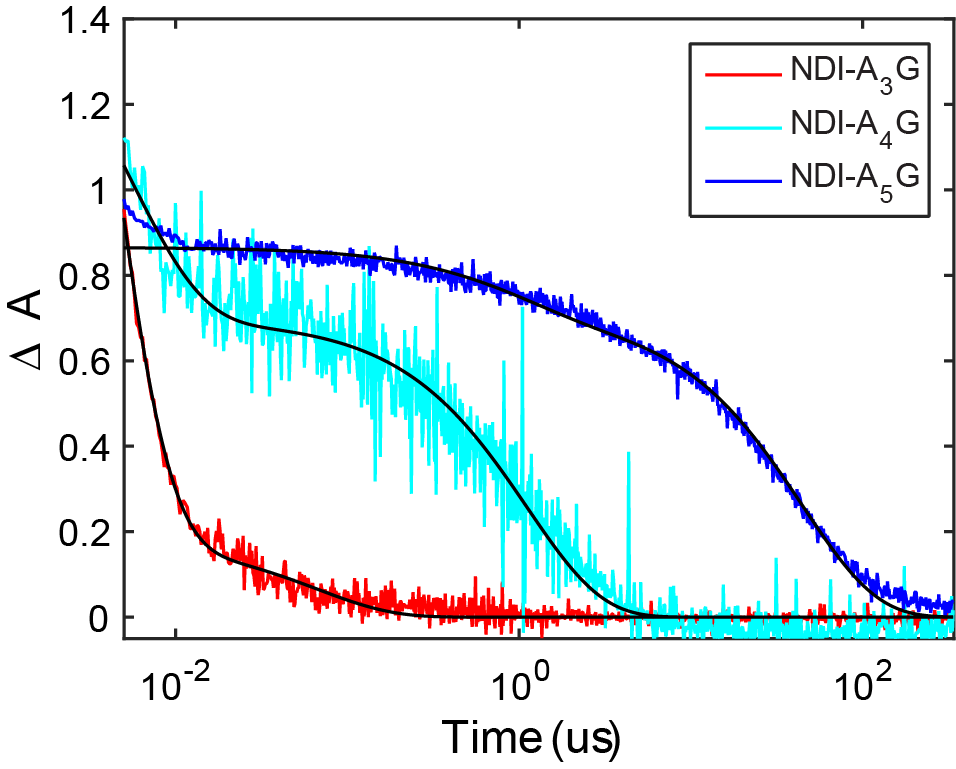 1.4
1.2
1
0.8
0.6
0.4
0.2
0
Δ A
10⁻² 10⁰ 10²
Time (us)
NDI-A₃G
NDI-A₄G
NDI-A₅G